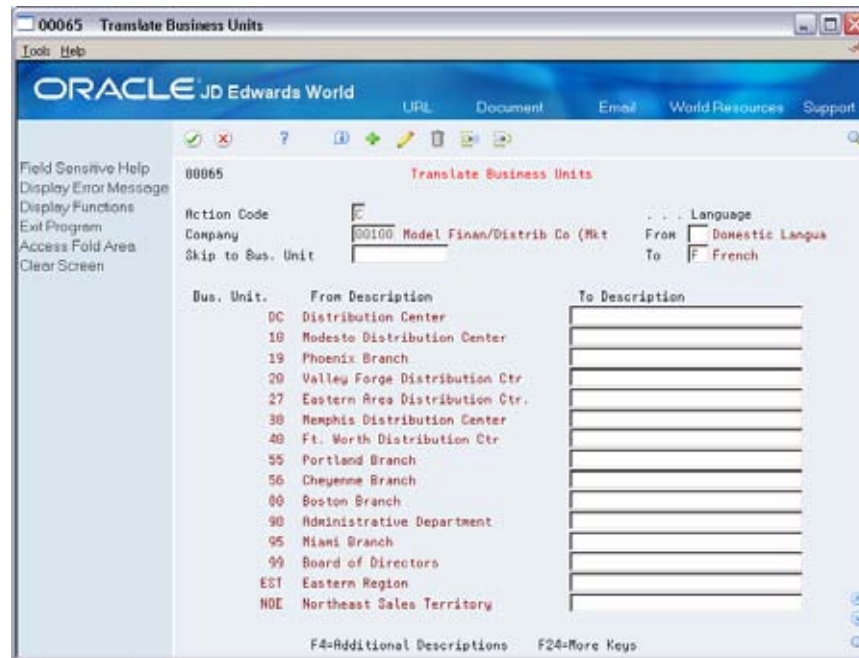 00065 Translate Business Units
Tools Help
ORACLE JD Edwards World
URL Document Email World Resources Support
Field Sensitive Help
Display Error Message
Display Functions
Exit Program
Access Fold Area
Clear Screen
00065 Translate Business Units
Action Code C . . . Language
Company 00100 Model Finan/Distrib Co (Mkt From Domestic Langua
Skip to Bus. Unit To F French
Bus. Unit. From Description To Description
DC Distribution Center
10 Modesto Distribution Center
19 Phoenix Branch
20 Valley Forge Distribution Ctr
27 Eastern Area Distribution Ctr.
30 Memphis Distribution Center
40 Ft. Worth Distribution Ctr
55 Portland Branch
56 Cheyenne Branch
Boston Branch
90 Administrative Department
95 Miami Branch
99 Board of Directors
EST Eastern Region
NOE Northeast Sales Territory
F4=Additional Descriptions F24=More Keys